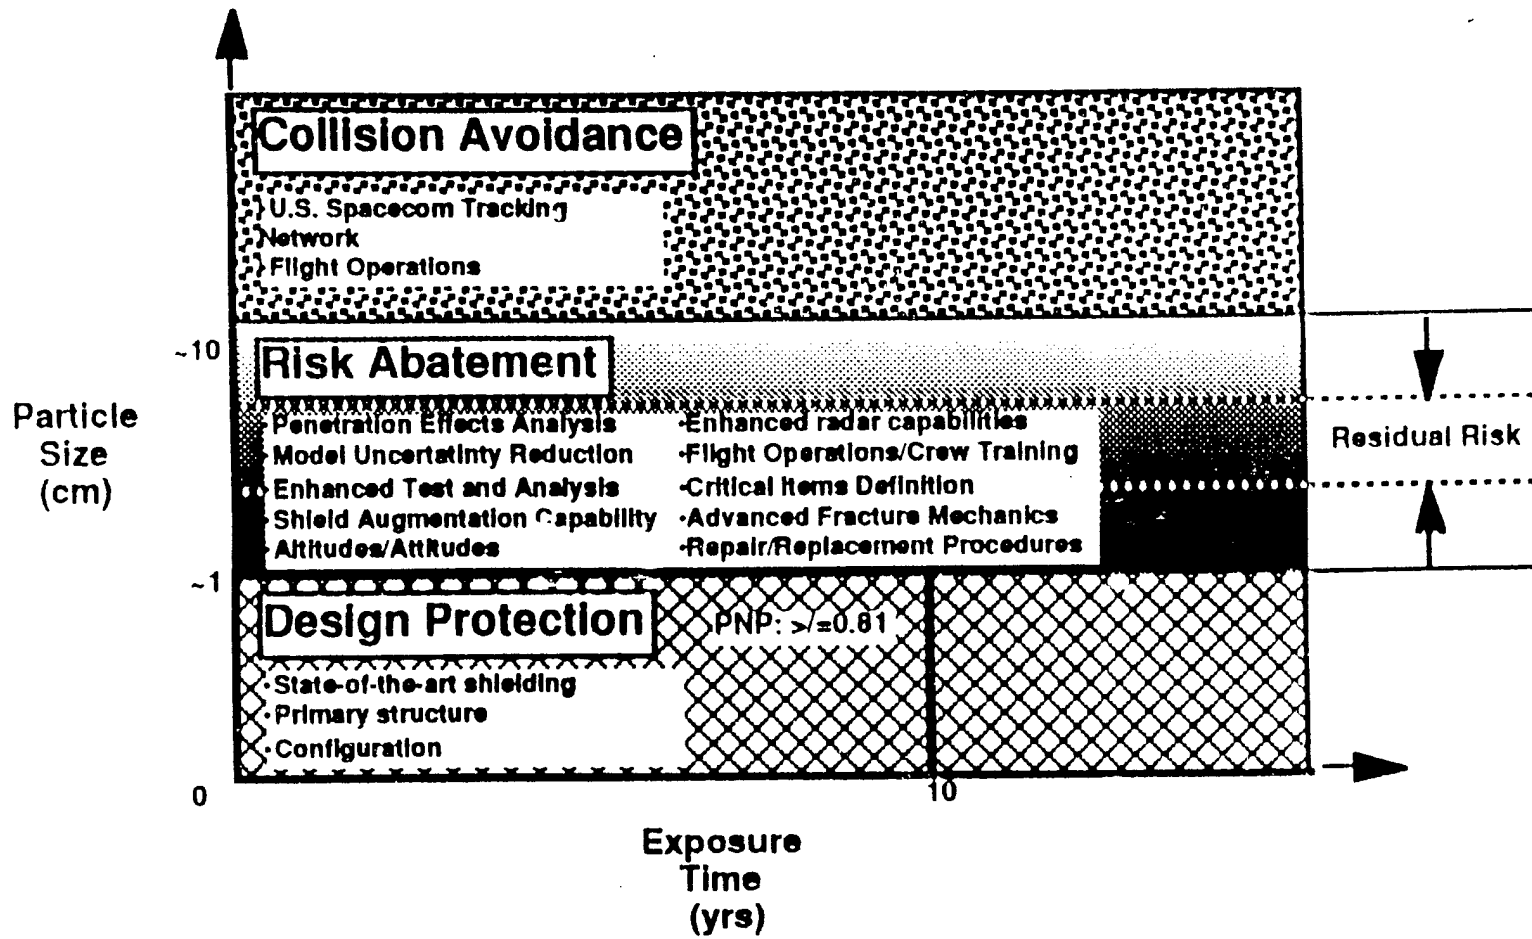 Collision Avoidance
U.S. Spacecom Tracking
Network
Flight Operations
~10
Risk Abatement
Particle
Size
(cm)
·Penetration Effects Analysis
·Model Uncertatinty Reduction
·Enhanced Test and Analysis
·Shield Augmentation Capability
·Altitudes/Attitudes
·Enhanced radar capabilities
·Flight Operations/Crew Training
·Critical Items Definition
·Advanced Fracture Mechanics
·Repair/Replacement Procedures
Residual Risk
~1
Design Protection
PNP: >/=0.81
·State-of-the-art shielding
·Primary structure
·Configuration
0
10
Exposure
Time
(yrs)